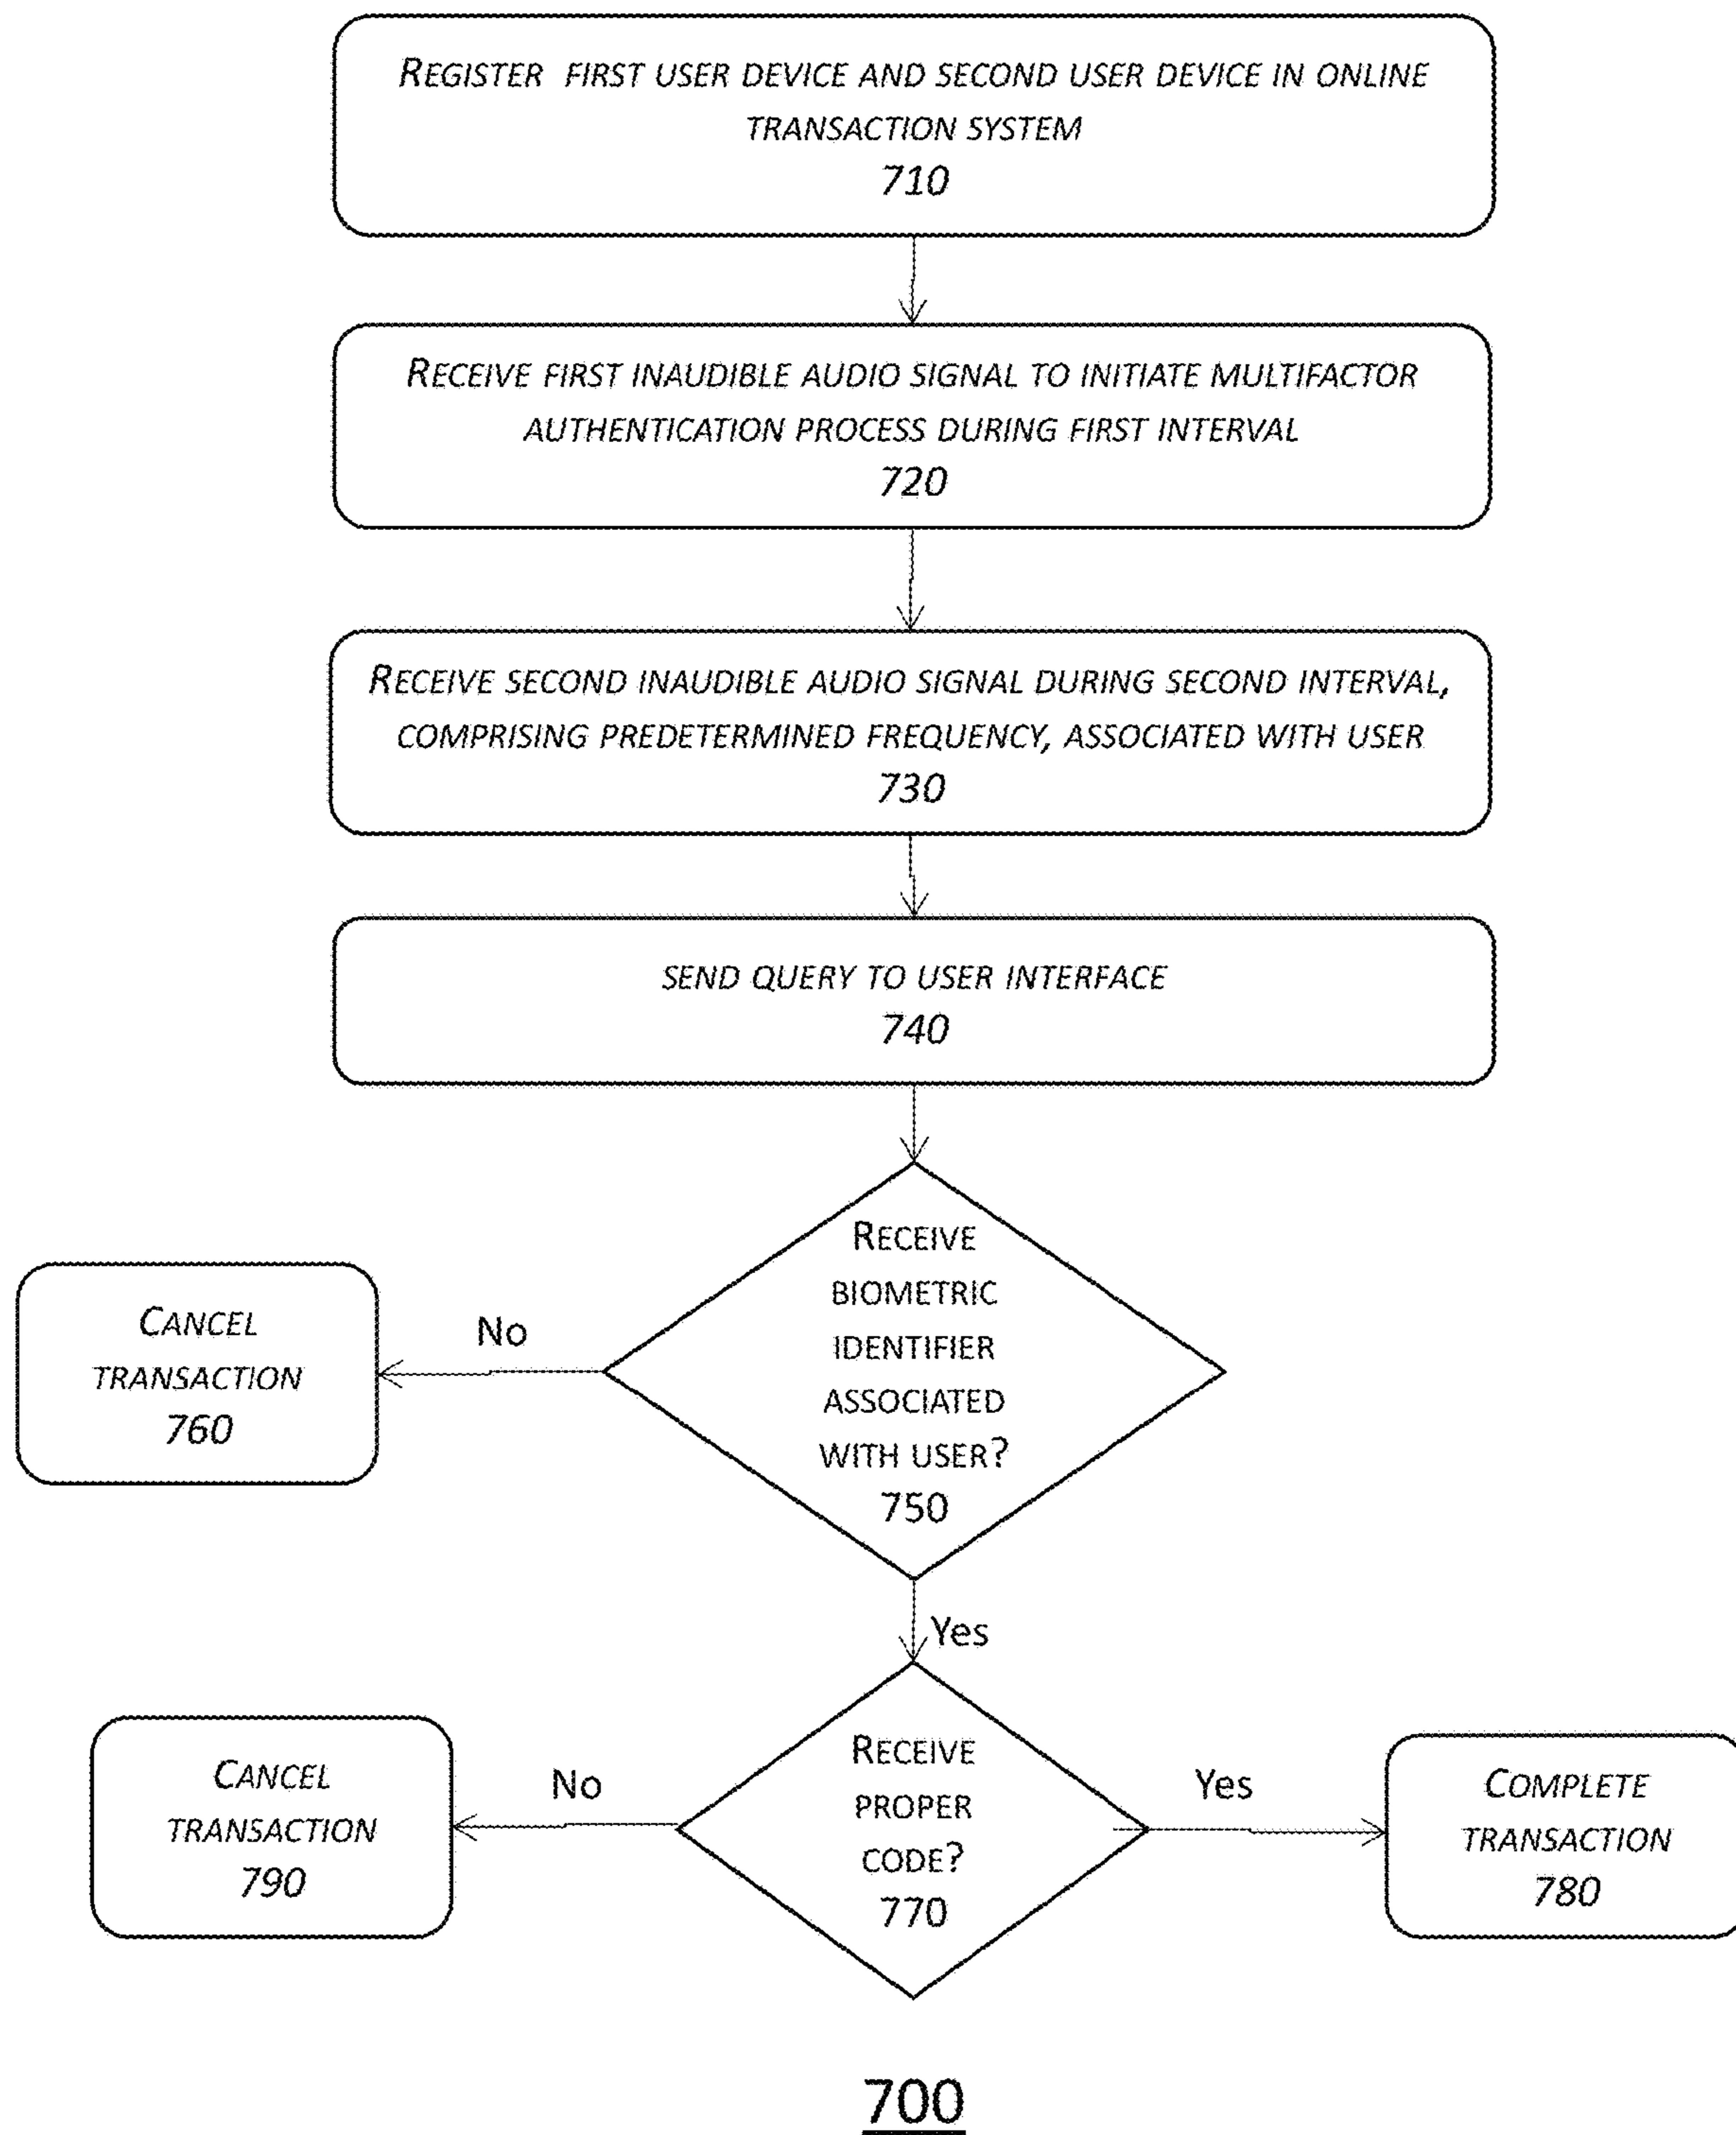 REGISTER FIRST USER DEVICE AND SECOND USER DEVICE IN ONLINE
TRANSACTION SYSTEM
710
RECEIVE FIRST INAUDIBLE AUDIO SIGNAL TO INITIATE MULTIFACTOR
AUTHENTICATION PROCESS DURING FIRST INTERVAL
720
RECEIVE SECOND INAUDIBLE AUDIO SIGNAL DURING SECOND INTERVAL,
COMPRISING PREDETERMINED FREQUENCY, ASSOCIATED WITH USER
730
SEND QUERY TO USER INTERFACE
740
RECEIVE
BIOMETRIC
IDENTIFIER
ASSOCIATED
WITH USER?
750
No
CANCEL
TRANSACTION
760
Yes
RECEIVE
PROPER
CODE?
770
No
CANCEL
TRANSACTION
790
Yes
COMPLETE
TRANSACTION
780
700